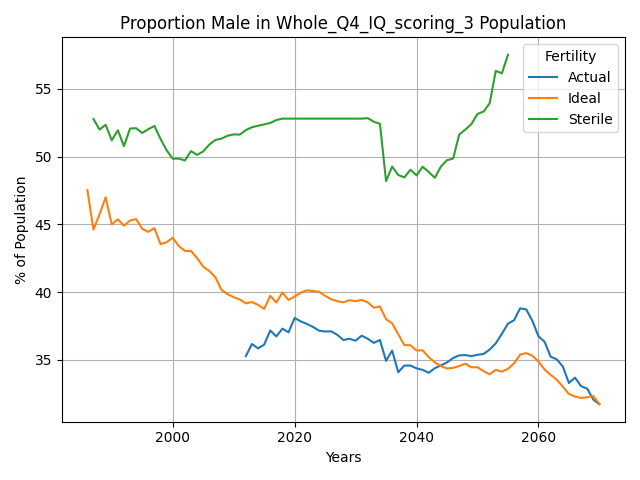 Proportion Male in Whole_Q4_IQ_scoring_3 Population
% of Population
55
50
45
40
35
2000
2020
2040
2060
Years
Fertility
Actual
Ideal
Sterile